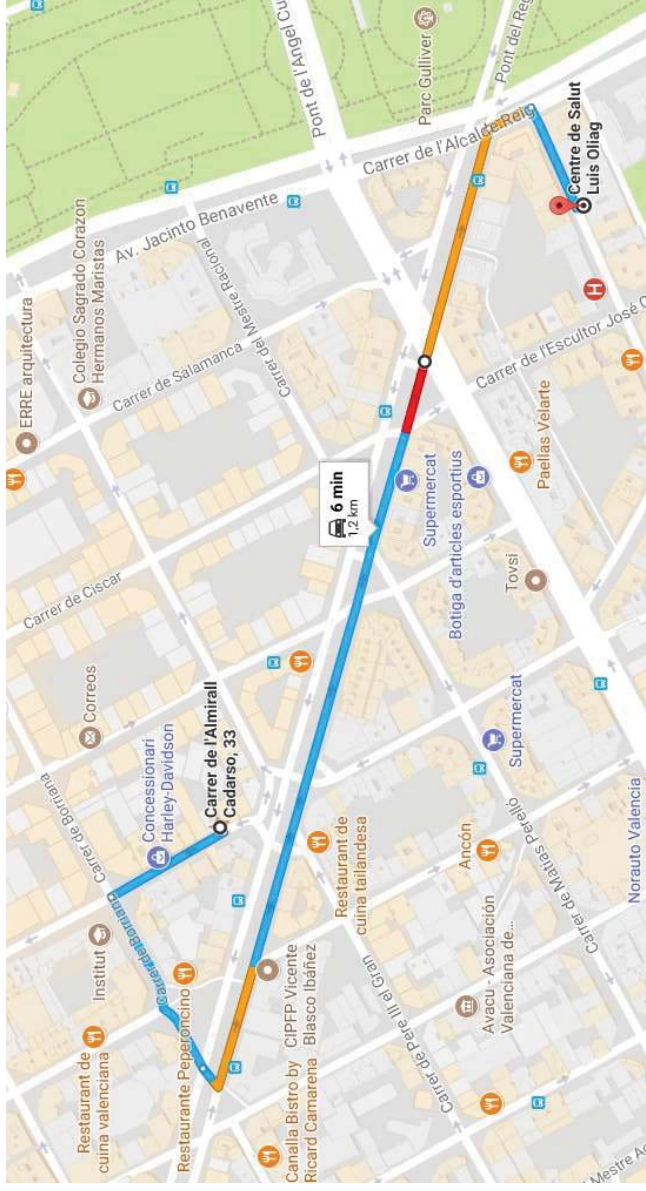 ERRE arquitectura
Colegio Sagrado Corazon
Hermanos Maristas
Restaurant de
cuina valenciana
Institut
Carrer de Borriana
Correos
Carrer de Ciscar
Carrer de Salamanca
Av. Jacinto Benavente
Concessionari
Harley-Davidson
Carrer de Borriana
Restaurante Peperoncino
Carrer de l'Almirall
Cadarso, 33
Carrer del Mestre Racional
Pont de l'Angel Cu
CIPFP Vicente
Blasco Ibáñez
Canalla Bistro by
Ricard Camarena
6 min
1,2 km
Carrer de l'Alcalde Reig
Parc Gulliver
Restaurant de
cuina tailandesa
Carrer de Pere III el Gran
Supermercat
Botiga d'articles esportius
Pont del Reg
Ancón
Avacu - Asociación
Valenciana de...
Supermercat
Tovsi
Paellas Velarte
Carrer de l'Escultor José C
H
Centre de Salut
Luis Oliag
Carrer de Matías Perelló
Mestre Ac
Norauto Valencia